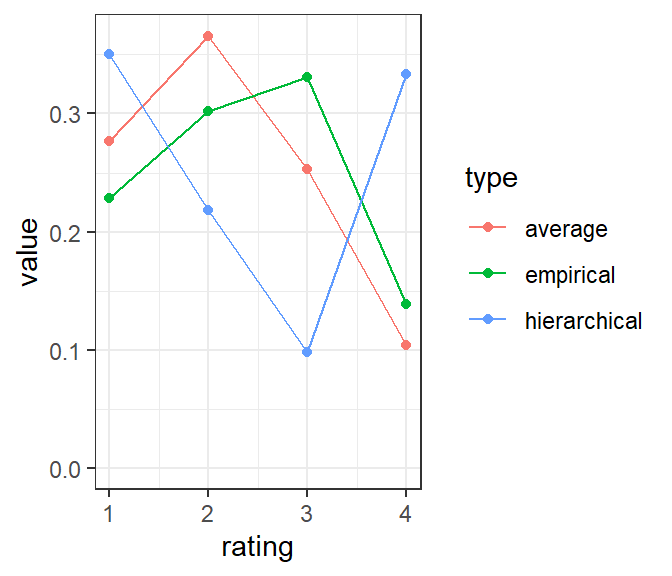 0.3
0.2
0.1
0.0
value
1 2 3 4
rating
type
average
empirical
hierarchical